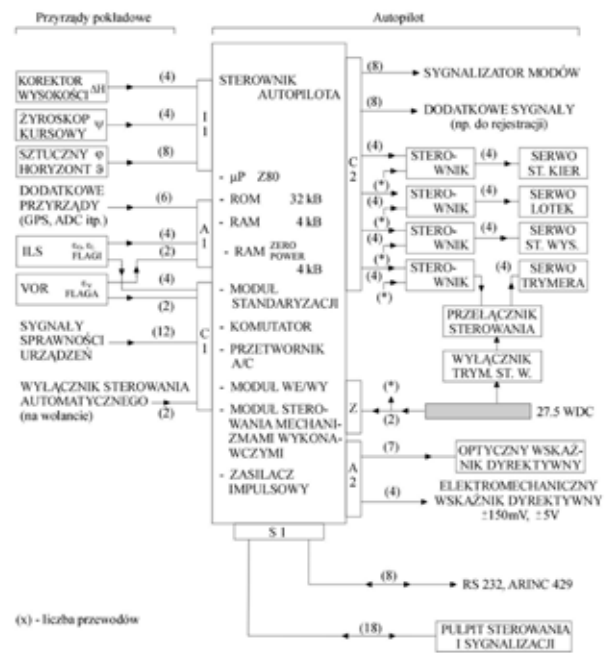 Przyrządy pokładowe
Autopilot
KOREKTOR
WYSOKOŚCI ΔH
(4)
ŻYROSKOP
KURSOWY ψ
(4)
SZTUCZNY φ
HORYZONT ϑ
(8)
I
1
DODATKOWE
PRZYRZĄDY
(GPS, ADC itp.)
(6)
ILS
FLAGI
(4)
(2)
A
1
VOR
FLAGA
(4)
(2)
SYGNAŁY
SPRAWNOŚCI
URZĄDZEŃ
(12)
C
1
WYŁĄCZNIK STEROWANIA
AUTOMATYCZNEGO
(na wolancie)
(2)
STEROWNIK
AUTOPILOTA
- μP Z80
- ROM 32 kB
- RAM 4 kB
- RAM ZERO
POWER
4 kB
- MODUŁ
STANDARYZACJI
- KOMUTATOR
- PRZETWORNIK
A/C
- MODUŁ WE/WY
- MODUŁ STERO-
WANIA MECHANI-
ZMAMI WYKONA-
WCZYMI
- ZASILACZ
IMPULSOWY
C
2
(8)
SYGNALIZATOR MODÓW
(8)
DODATKOWE SYGNAŁY
(np. do rejestracji)
(4)
STERO-
WNIK
(4)
SERWO
ST. KIER
(*)
(4)
STERO-
WNIK
(4)
SERWO
LOTEK
(*)
(4)
STERO-
WNIK
(4)
SERWO
ST. WYS.
(*)
(4)
STERO-
WNIK
(4)
SERWO
TRYMERA
(*)
PRZEŁĄCZNIK
STEROWANIA
WYŁĄCZNIK
TRYM. ST. W.
Z
(*)
(2)
27.5 WDC
A
2
(7)
OPTYCZNY WSKAŹ-
NIK DYREKTYWNY
(4)
ELEKTROMECHANICZNY
WSKAŹNIK DYREKTYWNY
±150mV, ±5V
S 1
(8)
RS 232, ARINC 429
(18)
PULPIT STEROWANIA
I SYGNALIZACJI
(x) - liczba przewodów